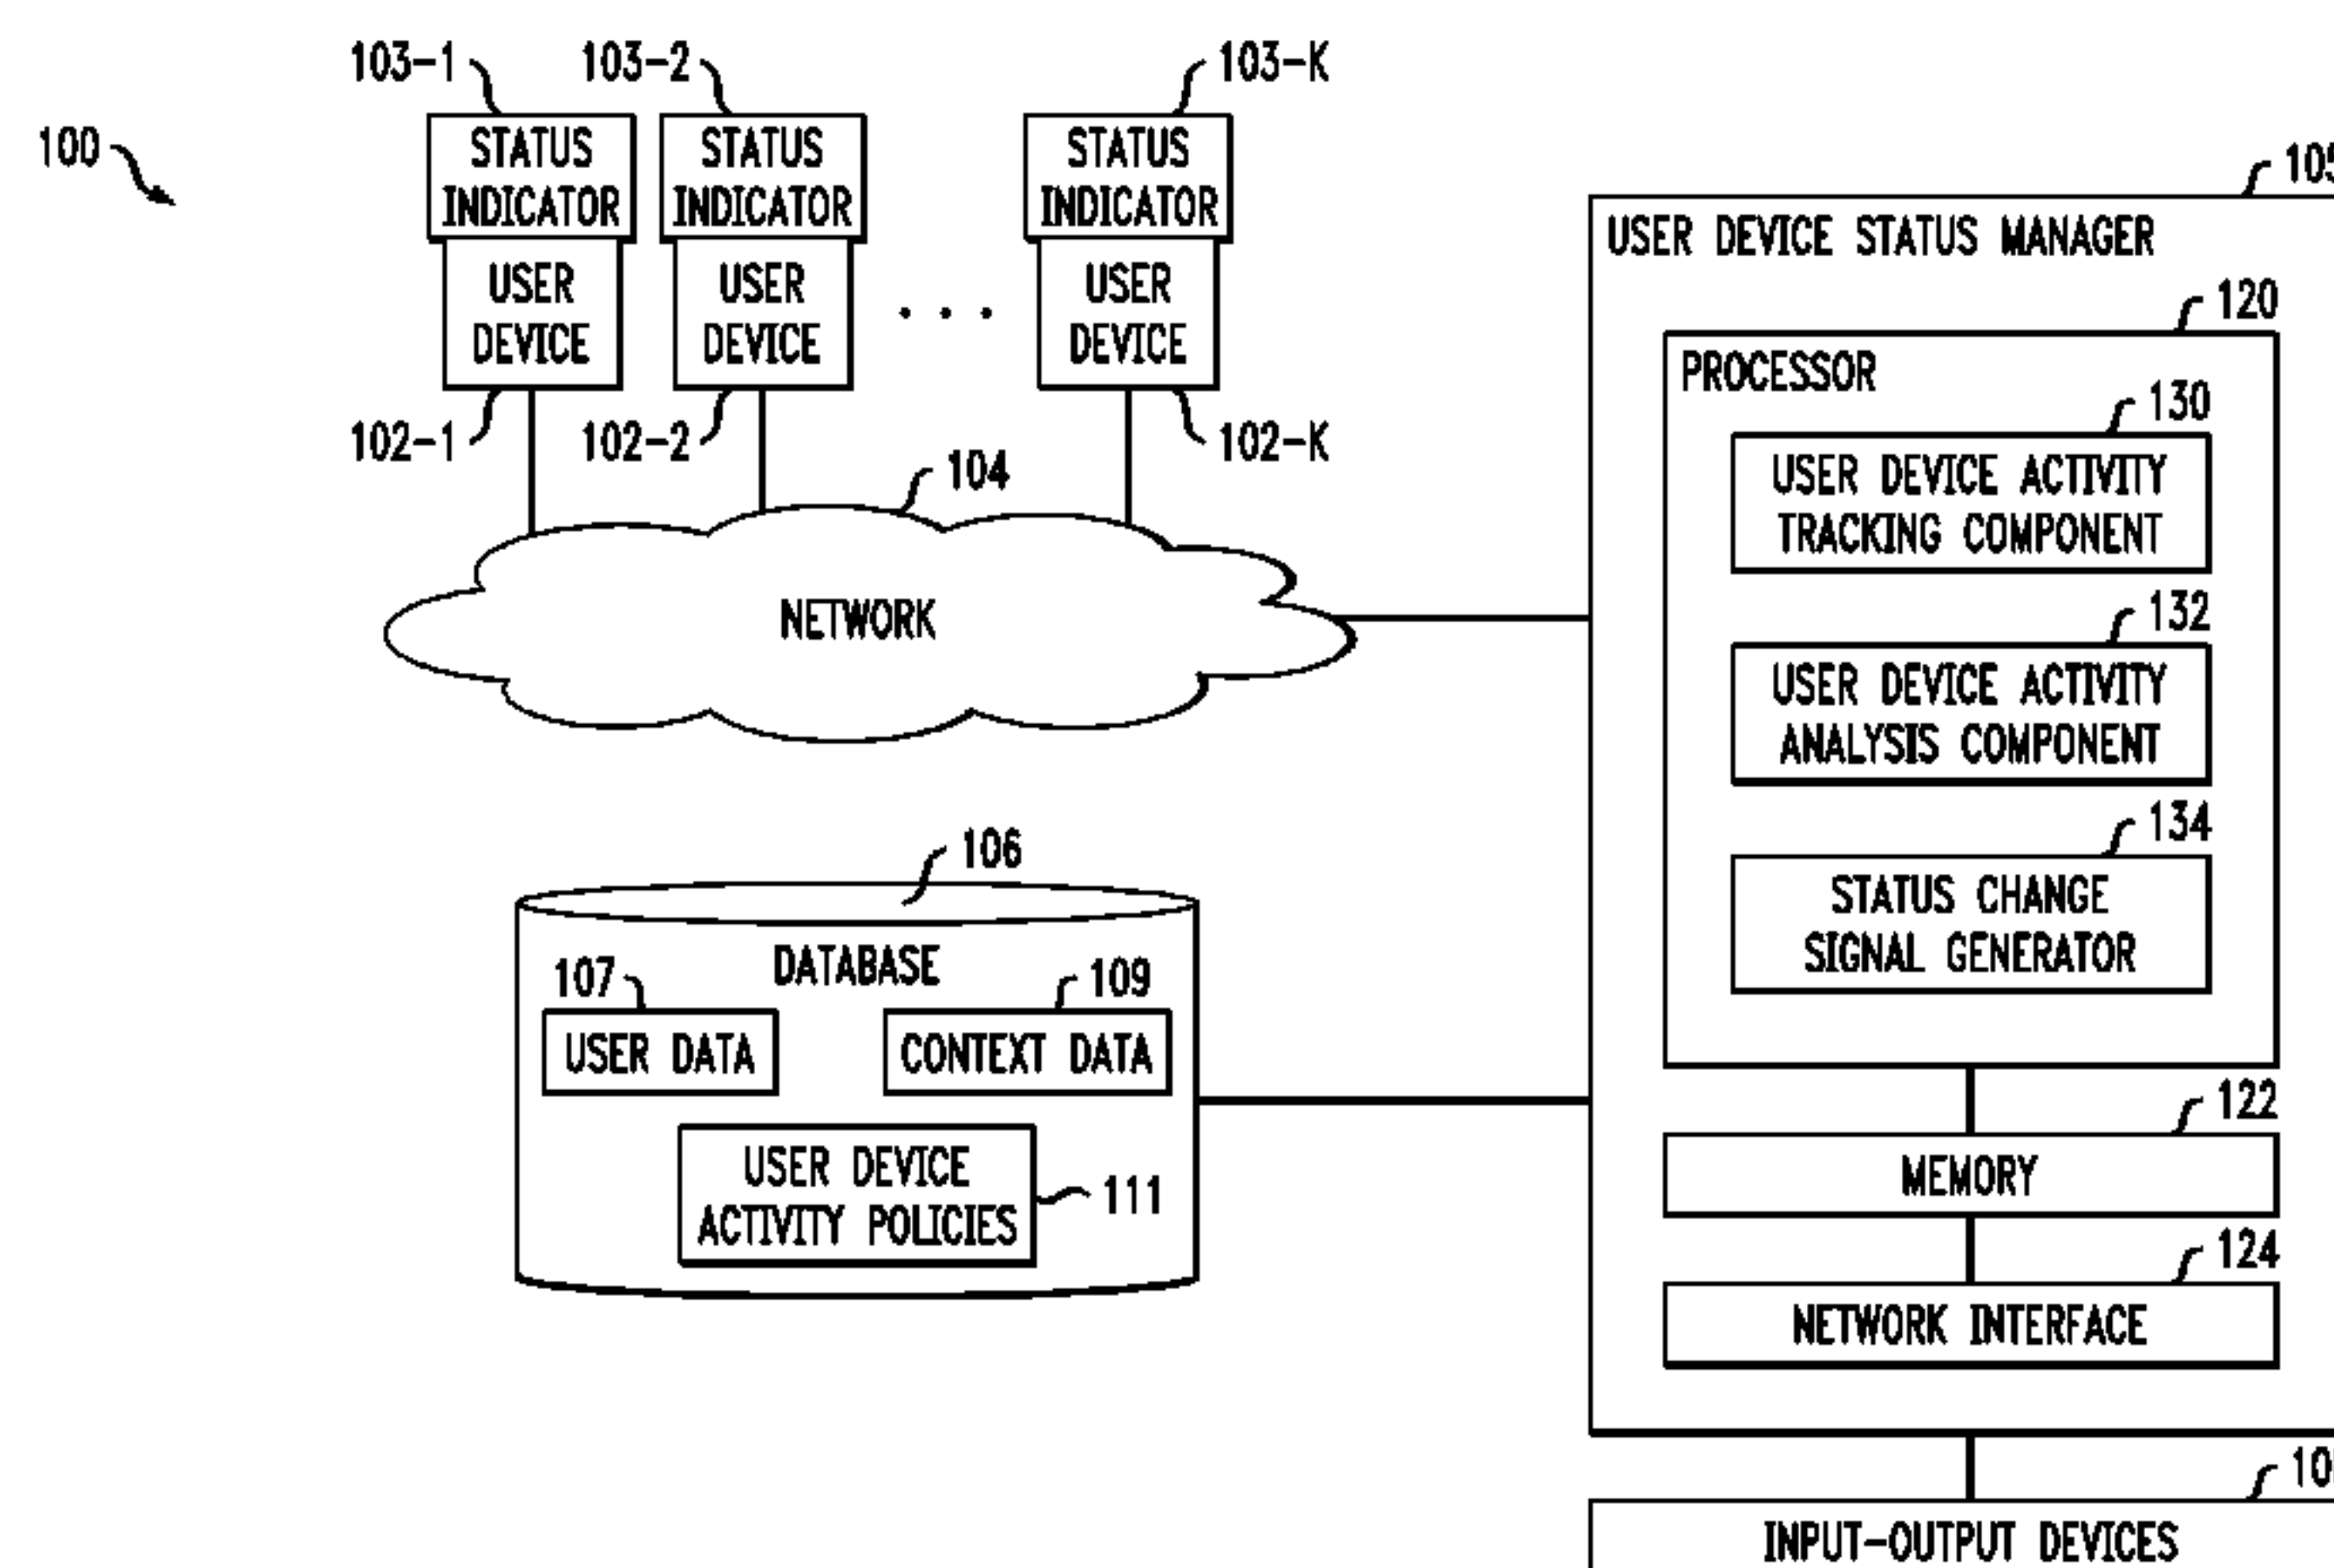 103-1
103-2
103-K
100
STATUS
INDICATOR
STATUS
INDICATOR
STATUS
INDICATOR
USER
DEVICE
USER
DEVICE
. . .
USER
DEVICE
102-1
102-2
102-K
104
NETWORK
106
DATABASE
107
109
USER DATA
CONTEXT DATA
USER DEVICE
ACTIVITY POLICIES
111
105
USER DEVICE STATUS MANAGER
120
PROCESSOR
130
USER DEVICE ACTIVITY
TRACKING COMPONENT
132
USER DEVICE ACTIVITY
ANALYSIS COMPONENT
134
STATUS CHANGE
SIGNAL GENERATOR
122
MEMORY
124
NETWORK INTERFACE
INPUT-OUTPUT DEVICES